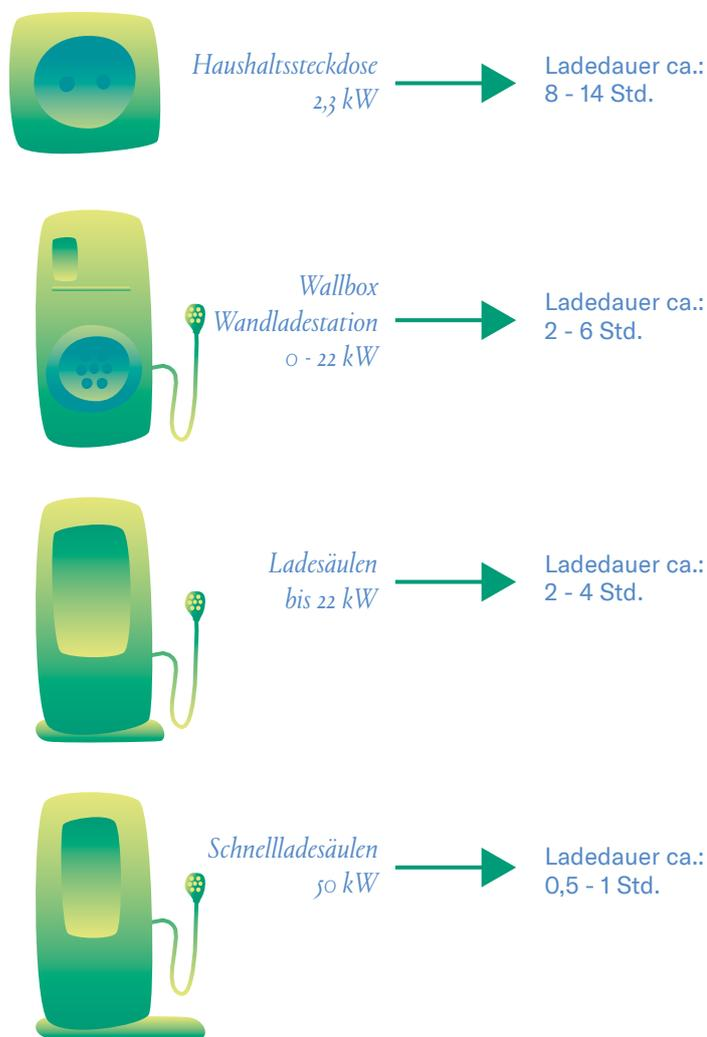 Haushaltssteckdose
2,3 kW
Ladedauer ca.:
8 - 14 Std.
Wallbox
Wandladestation
0 - 22 kW
Ladedauer ca.:
2 - 6 Std.
Ladesäulen
bis 22 kW
Ladedauer ca.:
2 - 4 Std.
Schnellladesäulen
50 kW
Ladedauer ca.:
0,5 - 1 Std.